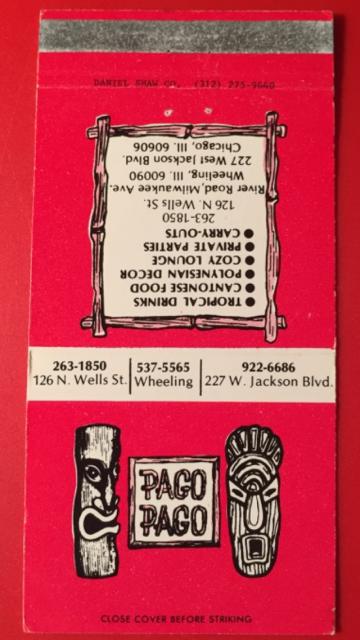 DANIEL SHAW CO. (312) 275-9660
● TROPICAL DRINKS
● CANTONESE FOOD
● POLYNESIAN DECOR
● COZY LOUNGE
● PRIVATE PARTIES
● CARRY-OUTS
263-1850
126 N. Wells St.
River Road,Milwaukee Ave.
Wheeling, Ill. 60090
227 West Jackson Blvd.
Chicago, Ill. 60606
263-1850
126 N. Wells St.
537-5565
Wheeling
922-6686
227 W. Jackson Blvd.
PAGO
PAGO
CLOSE COVER BEFORE STRIKING